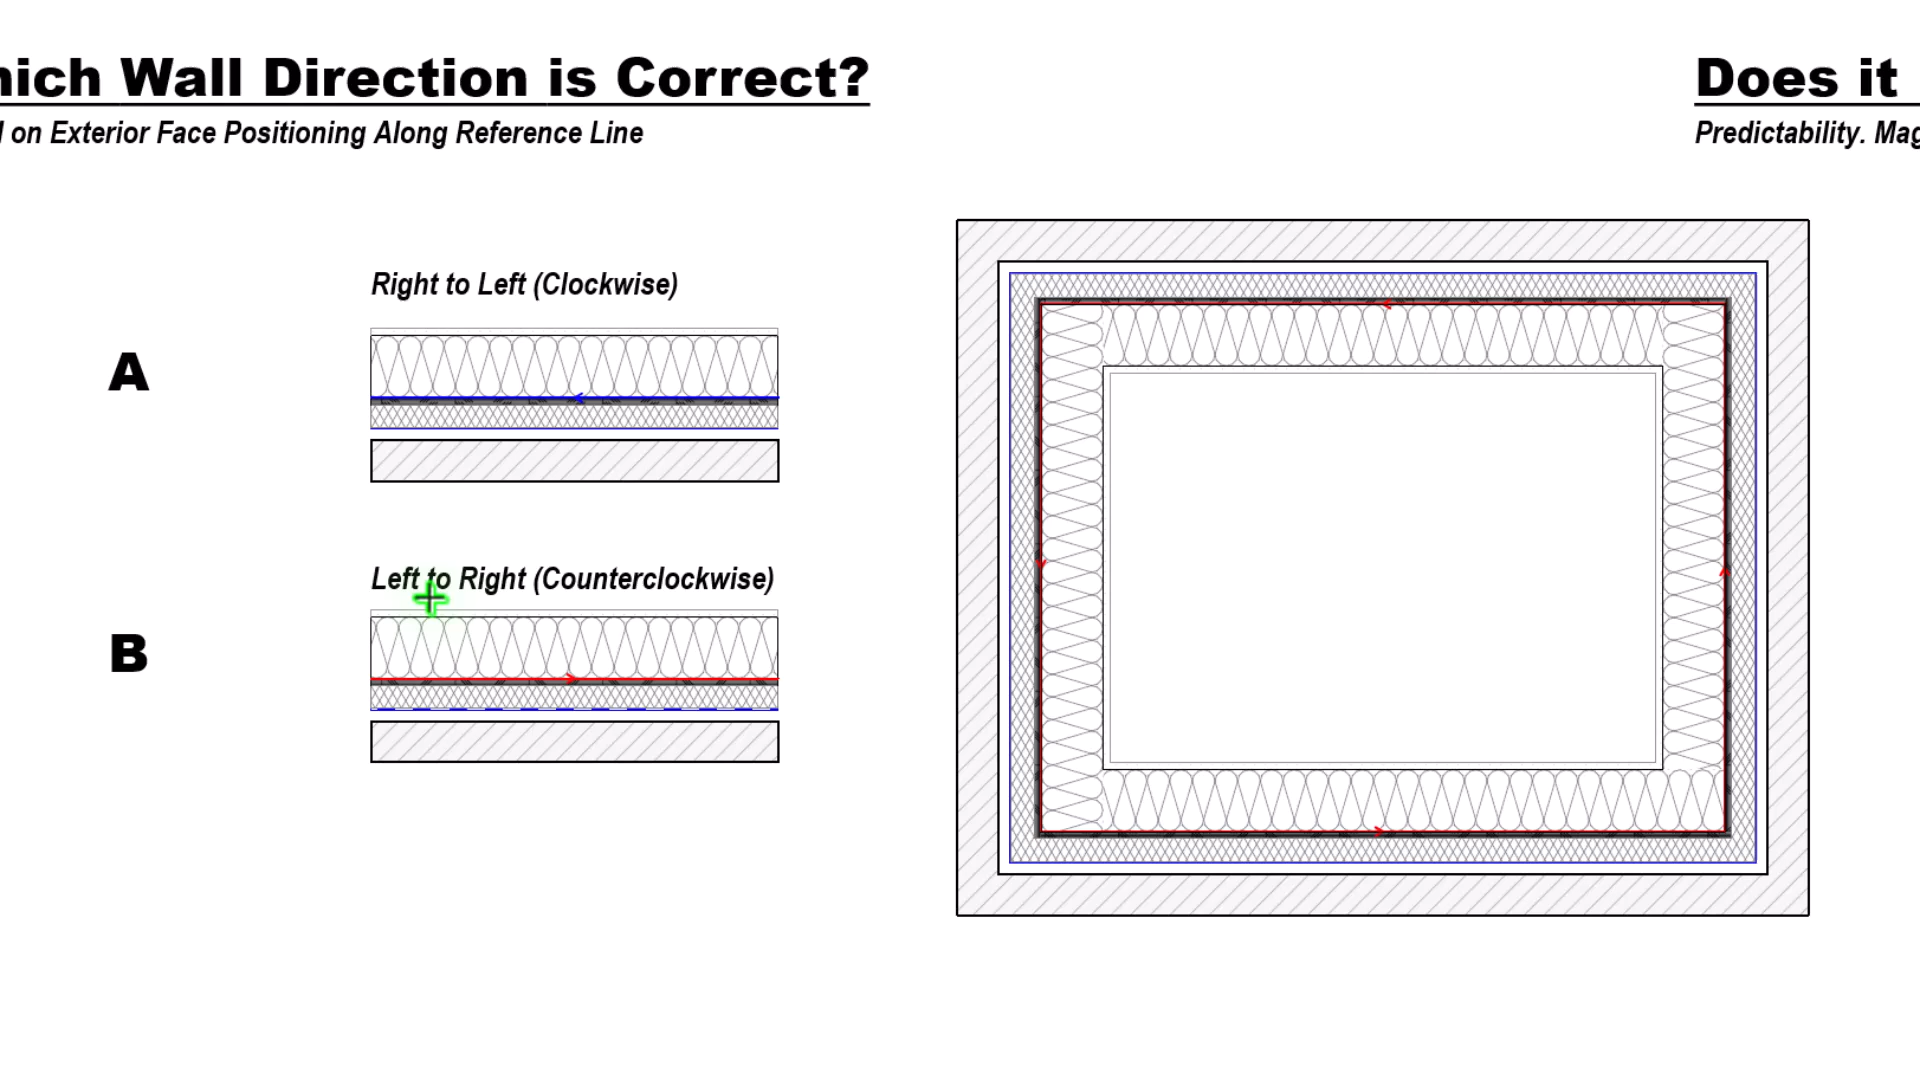 hich Wall Direction is Correct?
on Exterior Face Positioning Along Reference Line
Does it
Predictability. Mag
Right to Left (Clockwise)
A
Left to Right (Counterclockwise)
B